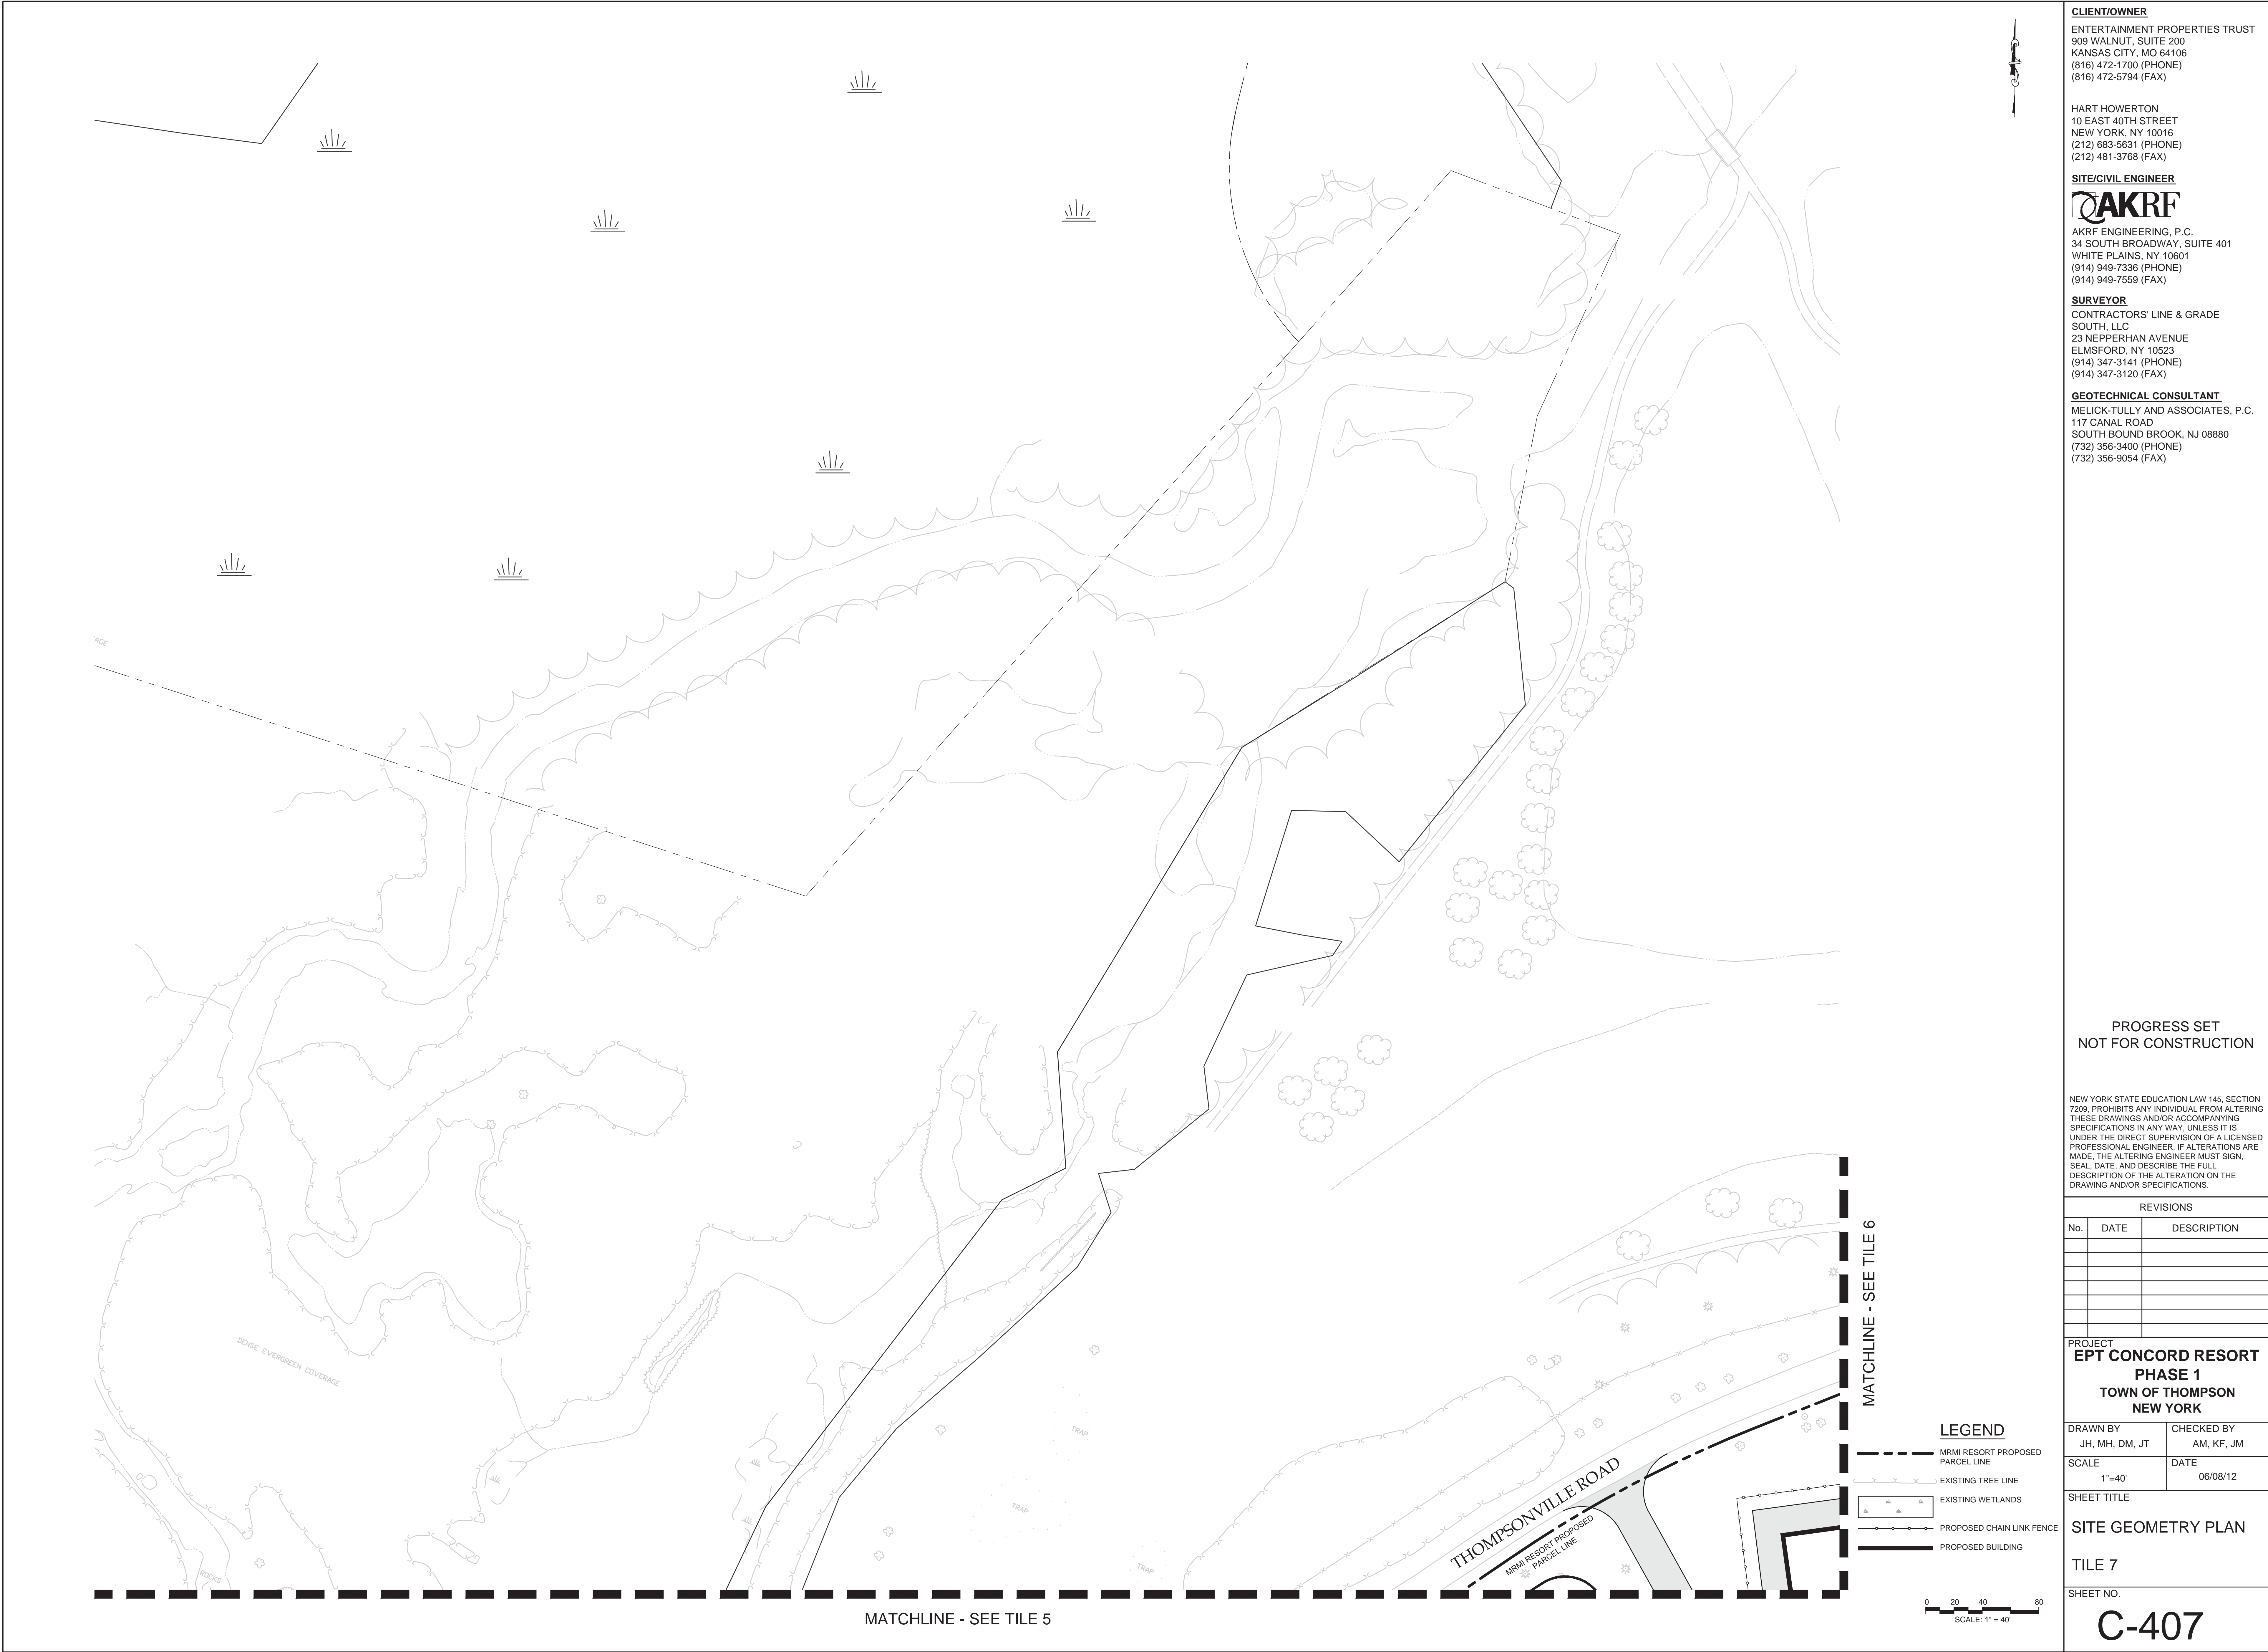 AGE
DENSE EVERGREEN COVERAGE
ROCKS
TRAP
TRAP
TRAP
THOMPSONVILLE ROAD
MRMI RESORT PROPOSED
PARCEL LINE
MATCHLINE - SEE TILE 6
MATCHLINE - SEE TILE 5
LEGEND
MRMI RESORT PROPOSED
PARCEL LINE
EXISTING TREE LINE
EXISTING WETLANDS
PROPOSED CHAIN LINK FENCE
PROPOSED BUILDING
0 20 40 80
SCALE: 1" = 40'
CLIENT/OWNER
ENTERTAINMENT PROPERTIES TRUST
909 WALNUT, SUITE 200
KANSAS CITY, MO 64106
(816) 472-1700 (PHONE)
(816) 472-5794 (FAX)
HART HOWERTON
10 EAST 40TH STREET
NEW YORK, NY 10016
(212) 683-5631 (PHONE)
(212) 481-3768 (FAX)
SITE/CIVIL ENGINEER
AKRF
AKRF ENGINEERING, P.C.
34 SOUTH BROADWAY, SUITE 401
WHITE PLAINS, NY 10601
(914) 949-7336 (PHONE)
(914) 949-7559 (FAX)
SURVEYOR
CONTRACTORS' LINE & GRADE
SOUTH, LLC
23 NEPPERHAN AVENUE
ELMSFORD, NY 10523
(914) 347-3141 (PHONE)
(914) 347-3120 (FAX)
GEOTECHNICAL CONSULTANT
MELICK-TULLY AND ASSOCIATES, P.C.
117 CANAL ROAD
SOUTH BOUND BROOK, NJ 08880
(732) 356-3400 (PHONE)
(732) 356-9054 (FAX)
PROGRESS SET
NOT FOR CONSTRUCTION
NEW YORK STATE EDUCATION LAW 145, SECTION
7209, PROHIBITS ANY INDIVIDUAL FROM ALTERING
THESE DRAWINGS AND/OR ACCOMPANYING
SPECIFICATIONS IN ANY WAY, UNLESS IT IS
UNDER THE DIRECT SUPERVISION OF A LICENSED
PROFESSIONAL ENGINEER. IF ALTERATIONS ARE
MADE, THE ALTERING ENGINEER MUST SIGN,
SEAL, DATE, AND DESCRIBE THE FULL
DESCRIPTION OF THE ALTERATION ON THE
DRAWING AND/OR SPECIFICATIONS.
REVISIONS
No. DATE DESCRIPTION
PROJECT
EPT CONCORD RESORT
PHASE 1
TOWN OF THOMPSON
NEW YORK
DRAWN BY CHECKED BY
JH, MH, DM, JT AM, KF, JM
SCALE DATE
1"=40' 06/08/12
SHEET TITLE
SITE GEOMETRY PLAN
TILE 7
SHEET NO.
C-407